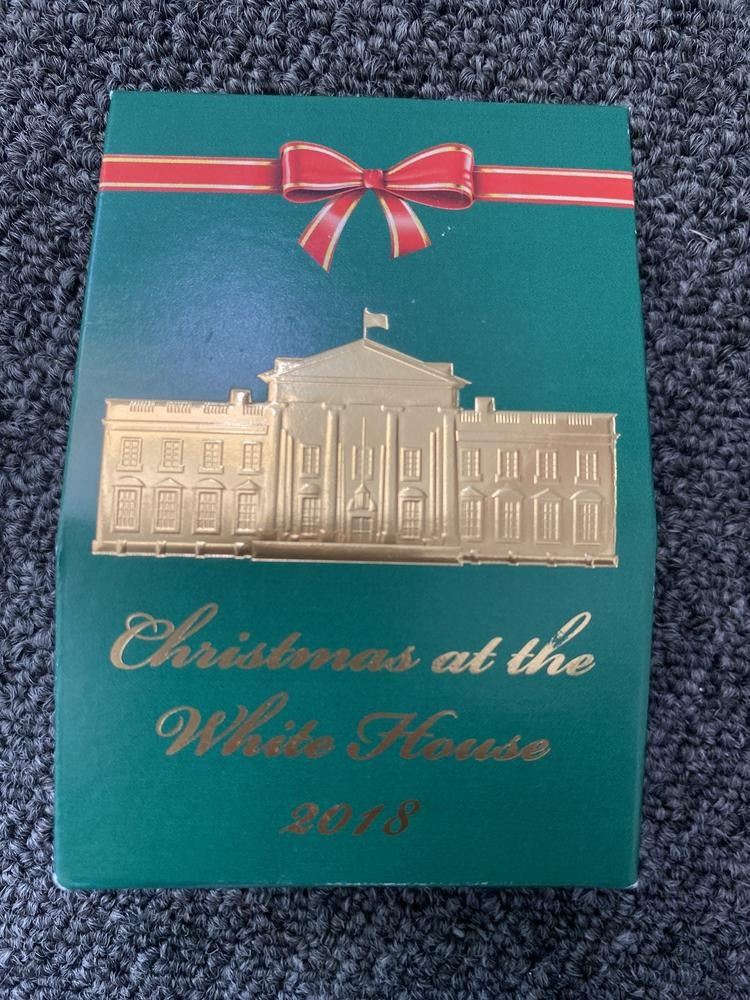 Christmas at the
White House
2018